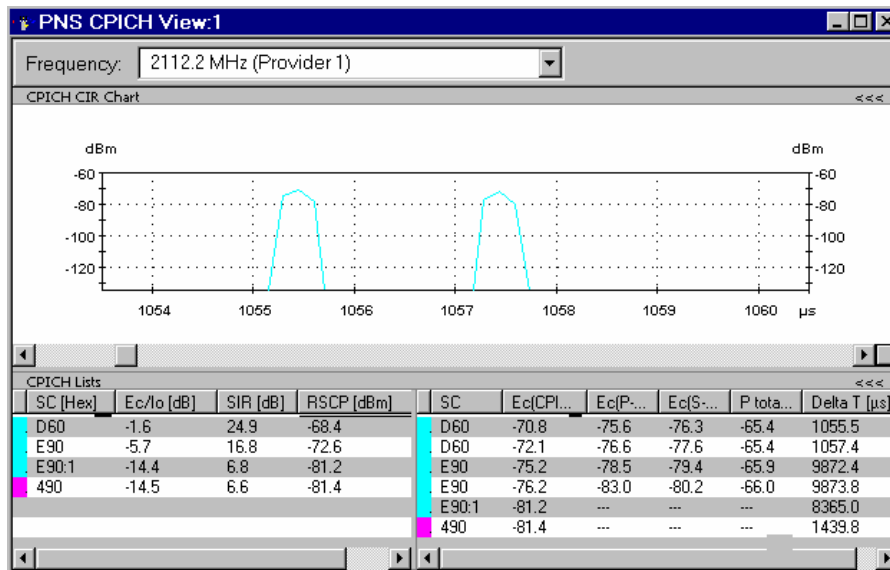 PNS CPICH View:1
Frequency: 2112.2 MHz (Provider 1)
CPICH CIR Chart <<<
dBm dBm
-60 -60
-80 -80
-100 -100
-120 -120
1054 1055 1056 1057 1058 1059 1060 µs
CPICH Lists <<<
SC [Hex] Ec/Io [dB] SIR [dB] RSCP [dBm] SC Ec(CPI... Ec(P-... Ec(S-... P tota... Delta T [µs]
D60 -1.6 24.9 -68.4 D60 -70.8 -75.6 -76.3 -65.4 1055.5
E90 -5.7 16.8 -72.6 D60 -72.1 -76.6 -77.6 -65.4 1057.4
E90:1 -14.4 6.8 -81.2 E90 -75.2 -78.5 -79.4 -65.9 9872.4
490 -14.5 6.6 -81.4 E90 -76.2 -83.0 -80.2 -66.0 9873.8
E90:1 -81.2 --- --- --- 8365.0
490 -81.4 --- --- --- 1439.8